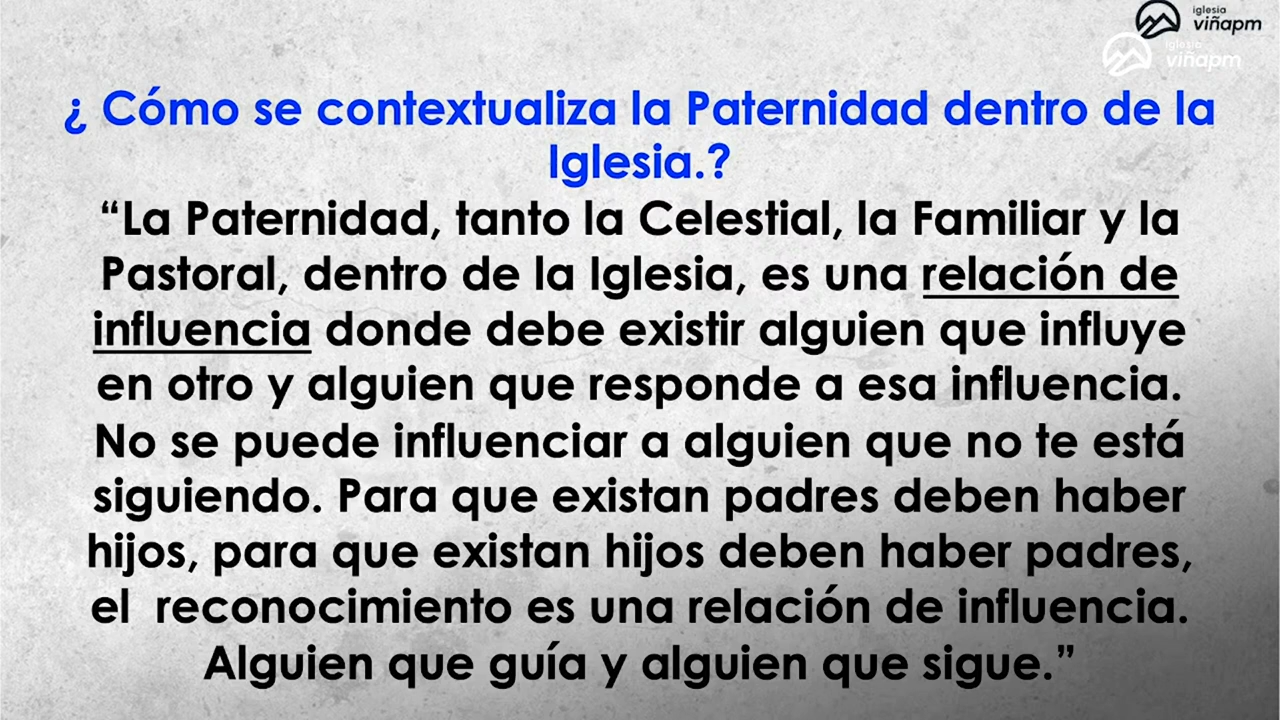 iglesia
viñapm
iglesia
viñapm
¿ Cómo se contextualiza la Paternidad dentro de la
Iglesia.?
“La Paternidad, tanto la Celestial, la Familiar y la
Pastoral, dentro de la Iglesia, es una relación de
influencia donde debe existir alguien que influye
en otro y alguien que responde a esa influencia.
No se puede influenciar a alguien que no te está
siguiendo. Para que existan padres deben haber
hijos, para que existan hijos deben haber padres,
el  reconocimiento es una relación de influencia.
Alguien que guía y alguien que sigue.”